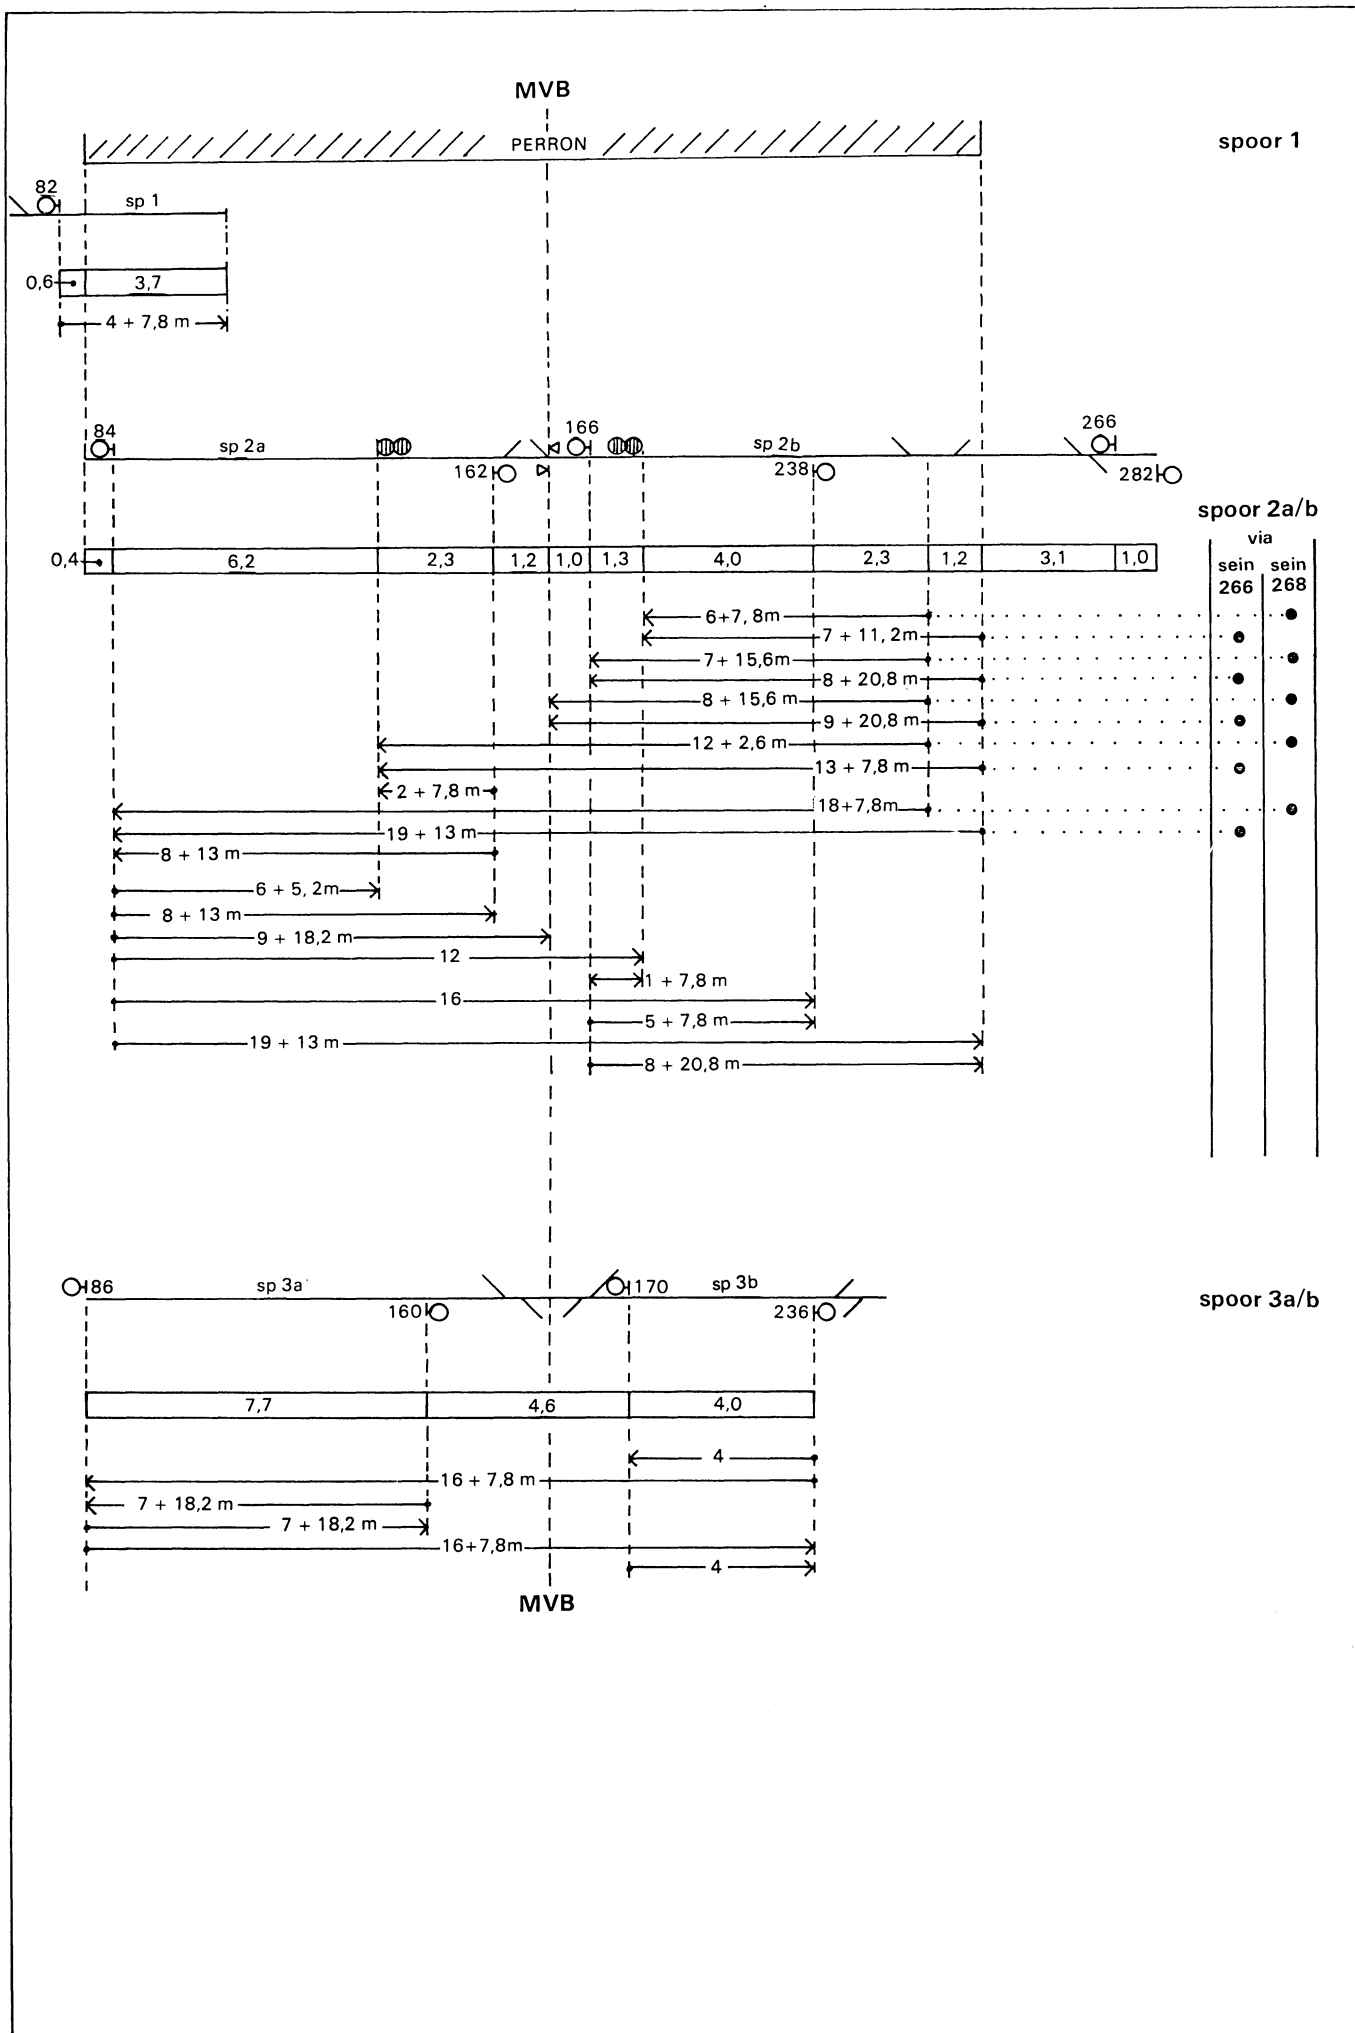 MVB
PERRON
spoor 1
82
sp 1
0,6
3,7
4 + 7,8 m
84
sp 2a
166
sp 2b
266
162
238
282
spoor 2a/b
via
sein sein
266 268
0,4
6,2 2,3 1,2 1,0 1,3 4,0 2,3 1,2 3,1 1,0
6+7,8m
7 + 11,2m
7 + 15,6m
8 + 20,8 m
8 + 15,6 m
9 + 20,8 m
12 + 2,6 m
13 + 7,8 m
2 + 7,8 m
18+7,8m
19 + 13 m
8 + 13 m
6 + 5,2m
8 + 13 m
9 + 18,2 m
12
1 + 7,8 m
16
5 + 7,8 m
19 + 13 m
8 + 20,8 m
86
sp 3a
170
sp 3b
160
236
spoor 3a/b
7,7 4,6 4,0
4
16 + 7,8 m
7 + 18,2 m
7 + 18,2 m
16+7,8m
4
MVB